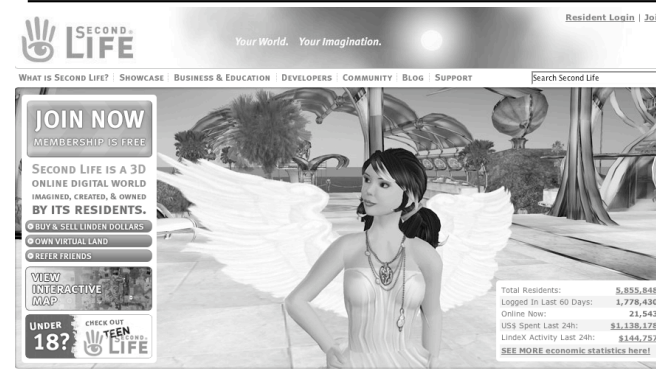 Resident Login |
SECOND LIFE
Your World. Your Imagination.
WHAT IS SECOND LIFE? SHOWCASE BUSINESS & EDUCATION DEVELOPERS COMMUNITY BLOG SUPPORT
Search Second Life
JOIN NOW
MEMBERSHIP IS FREE
SECOND LIFE IS A 3D
ONLINE DIGITAL WORLD
IMAGINED, CREATED, & OWNED
BY ITS RESIDENTS.
BUY & SELL LINDEN DOLLARS
OWN VIRTUAL LAND
REFER FRIENDS
VIEW
INTERACTIVE
MAP
UNDER
18?
CHECK OUT
TEEN
SECOND
LIFE
Total Residents: 5,855,848
Logged In Last 60 Days: 1,778,430
Online Now: 21,543
US$ Spent Last 24h: $1,138,178
LindeX Activity Last 24h: $144,757
SEE MORE economic statistics here!